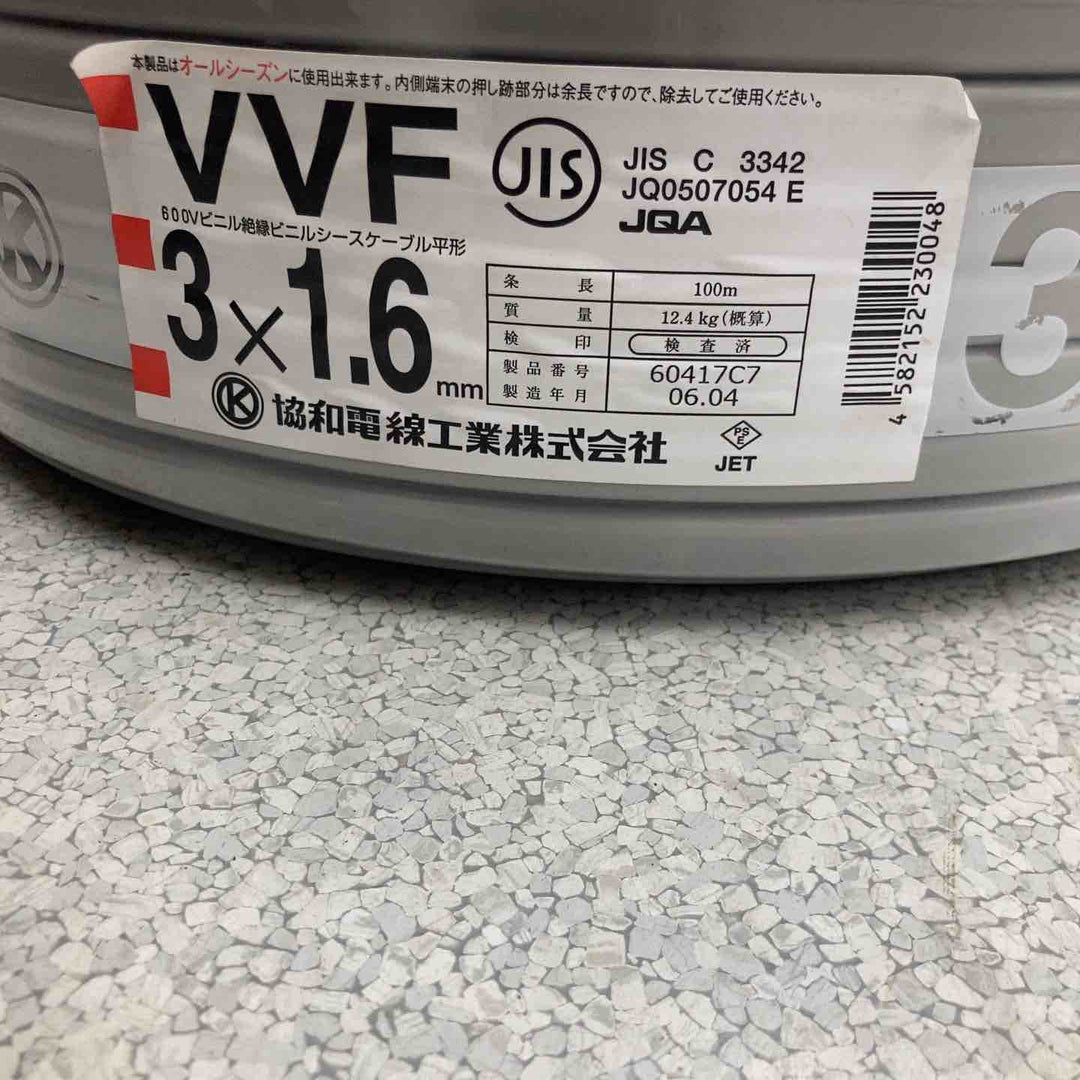 本製品はオールシーズンに使用出来ます。内側端末の押し跡部分は余長ですので、除去してご使用ください。
VVF
600Vビニル絶縁ビニルシースケーブル平形
3×1.6mm
K 協和電線工業株式会社
JIS
JIS C 3342
JQ0507054 E
JQA
条長 100m
質量 12.4kg(概算)
検印 検査済
製品番号 60417C7
製造年月 06.04
PS
E
JET
4 582152 230048
K
3